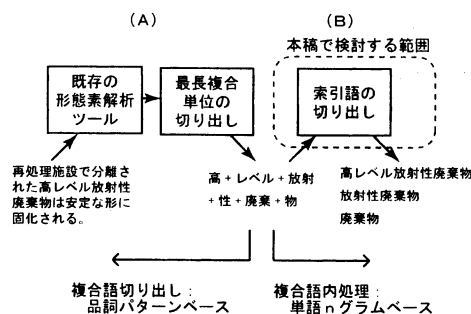 (A)
(B)
本稿で検討する範囲
既存の
形態素解析
ツール
最長複合
単位の
切り出し
索引語の
切り出し
再処理施設で分離さ
れた高レベル放射性
廃棄物は安定な形に
固化される。
高+レベル+放射
+性+廃棄+物
高レベル放射性廃棄物
放射性廃棄物
廃棄物
複合語切り出し:
品詞パターンベース
複合語内処理:
単語nグラムベース